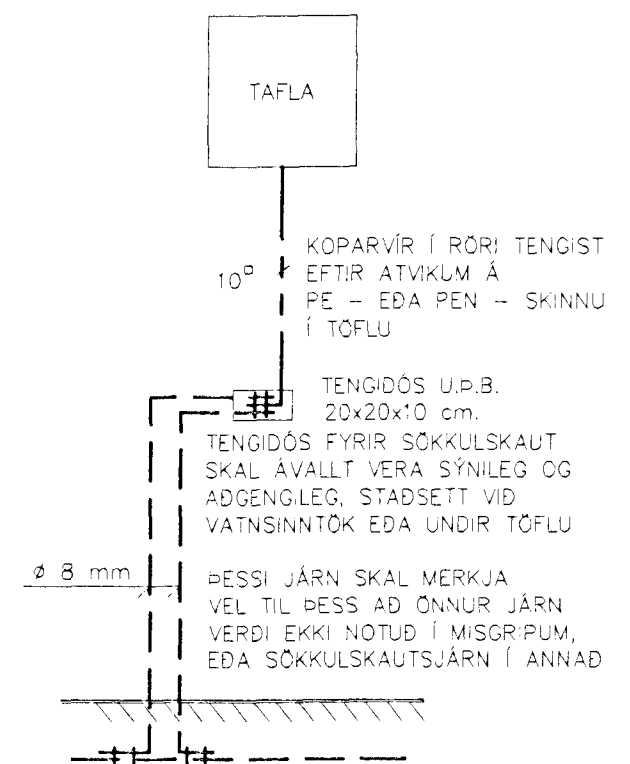 TAFLA
KOPARVÍR Í RÖRI TENGIST
10□ EFTIR ATVIKUM Á
PE – EÐA PEN – SKINNU
Í TÖFLU
TENGIDÓS U.Þ.B.
20x20x10 cm.
TENGIDÓS FYRIR SÖKKULSKAUT
SKAL ÁVALLT VERA SÝNILEG OG
AÐGENGILEG, STAÐSETT VIÐ
VATNSINNTÖK EÐA UNDIR TÖFLU
ø 8 mm
ÞESSI JÁRN SKAL MERKJA
VEL TIL ÞESS AÐ ÖNNUR JÁRN
VERÐI EKKI NOTUÐ Í MISGRIPUM,
EÐA SÖKKULSKAUTSJÁRN Í ANNAÐ